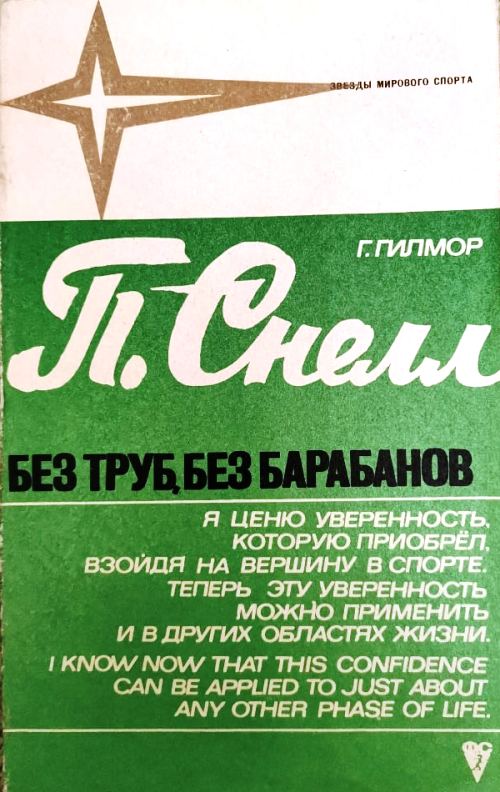 ЗВЕЗДЫ МИРОВОГО СПОРТА
Г. ГИЛМОР
П. Снелл
БЕЗ ТРУБ, БЕЗ БАРАБАНОВ
Я ЦЕНЮ УВЕРЕННОСТЬ,
КОТОРУЮ ПРИОБРЁЛ,
ВЗОЙДЯ НА ВЕРШИНУ В СПОРТЕ.
ТЕПЕРЬ ЭТУ УВЕРЕННОСТЬ
МОЖНО ПРИМЕНИТЬ
И В ДРУГИХ ОБЛАСТЯХ ЖИЗНИ.
I KNOW NOW THAT THIS CONFIDENCE
CAN BE APPLIED TO JUST ABOUT
ANY OTHER PHASE OF LIFE.
ФС